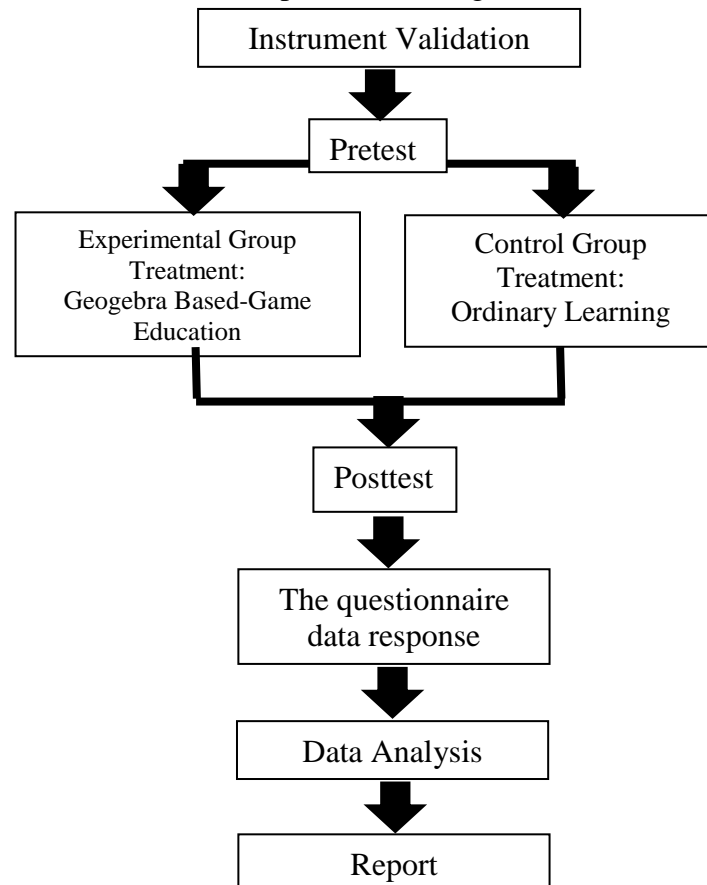 Instrument Validation
Pretest
Experimental Group
Treatment:
Geogebra Based-Game
Education
Control Group
Treatment:
Ordinary Learning
Posttest
The questionnaire
data response
Data Analysis
Report